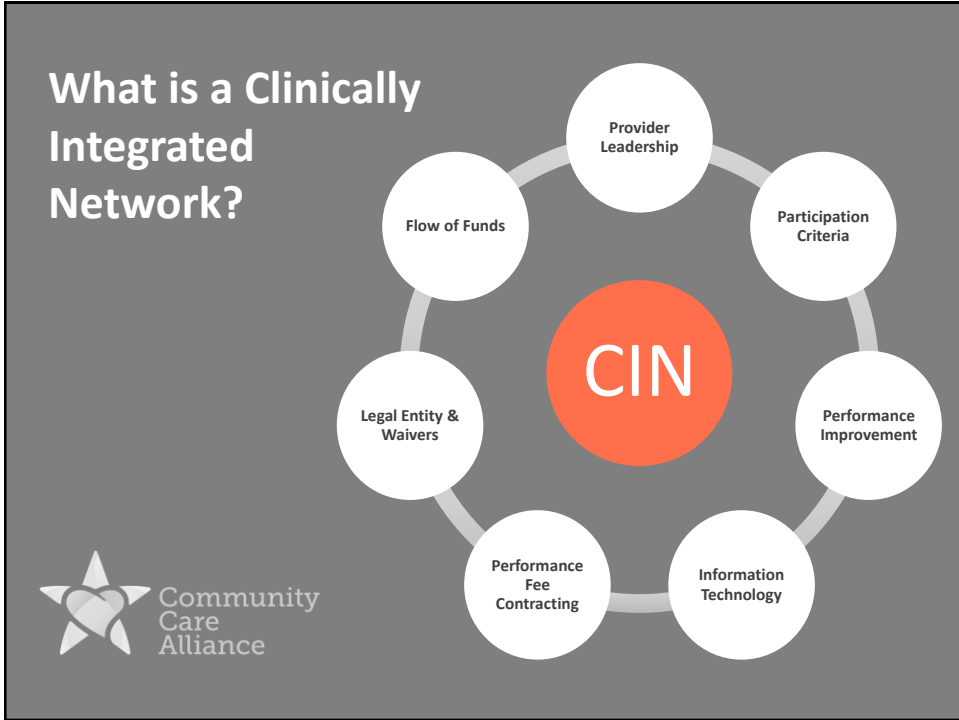 What is a Clinically
Integrated
Network?
Provider
Leadership
Participation
Criteria
Performance
Improvement
Information
Technology
Performance
Fee
Contracting
Legal Entity &
Waivers
Flow of Funds
CIN
Community
Care
Alliance